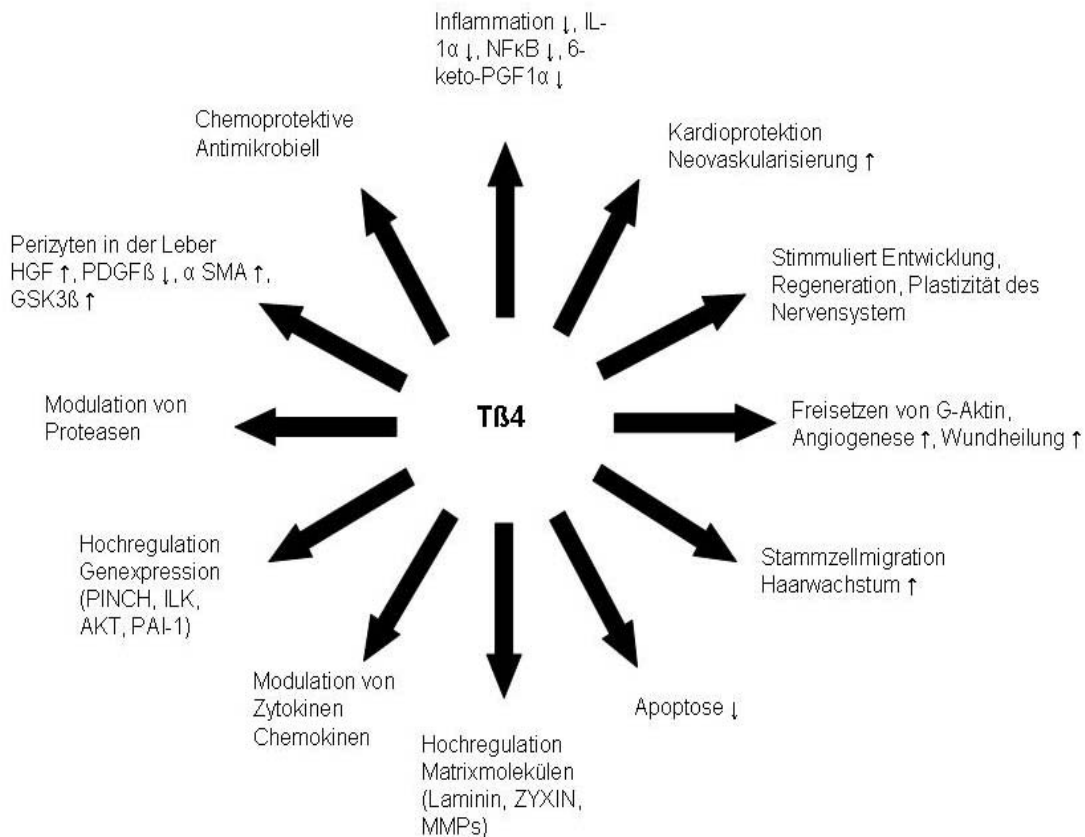 Inflammation ↓, IL-
1α ↓, NFκB ↓, 6-
keto-PGF1α ↓
Kardioprotektion
Neovaskularisierung ↑
Stimmuliert Entwicklung,
Regeneration, Plastizität des
Nervensystem
Freisetzen von G-Aktin,
Angiogenese ↑, Wundheilung ↑
Stammzellmigration
Haarwachstum ↑
Apoptose ↓
Hochregulation
Matrixmolekülen
(Laminin, ZYXIN,
MMPs)
Modulation von
Zytokinen
Chemokinen
Hochregulation
Genexpression
(PINCH, ILK,
AKT, PAI-1)
Modulation von
Proteasen
Perizyten in der Leber
HGF ↑, PDGFß ↓, α SMA ↑,
GSK3ß ↑
Chemoprotektive
Antimikrobiell
Tß4